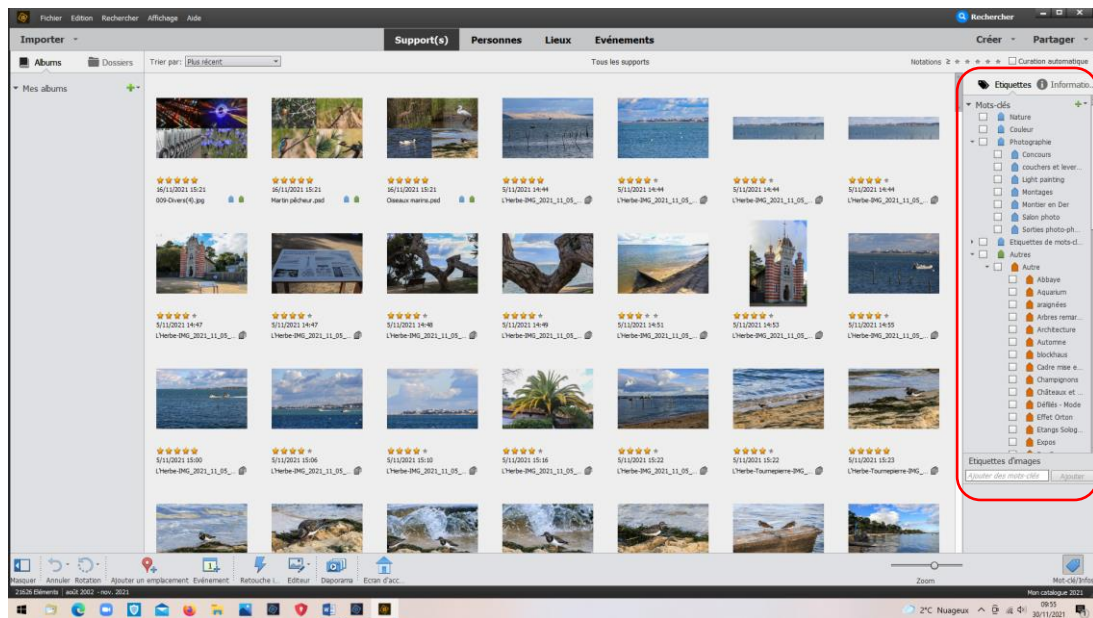 Fichier Edition Rechercher Affichage Aide
Rechercher
Importer
Support(s) Personnes Lieux Evénements
Créer Partager
Albums Dossiers
Trier par: Plus récent
Tous les supports
Notations ≥
Curation automatique
Mes albums
Etiquettes Informatio...
Mots-clés
Nature
Couleur
Photographie
Concours
couchers et lever...
Light painting
Montages
Montier en Der
Salon photo
Sorties photo-ph...
Etiquettes de mots-cl...
Autres
Autre
Abbaye
Aquarium
araignées
Arbres remar...
Architecture
Automne
blockhaus
Cadre mise e...
Champignons
Châteaux et ...
Défilés - Mode
Effet Orton
Etangs Solog...
Expos
Etiquettes d'images
Ajouter des mots-clés Ajouter
16/11/2021 15:21 16/11/2021 15:21 16/11/2021 15:21 5/11/2021 14:44 5/11/2021 14:44 5/11/2021 14:44 5/11/2021 14:44
009-Divers(4).jpg Martin pêcheur.psd Oiseaux marins.psd L'Herbe-IMG_2021_11_05_... L'Herbe-IMG_2021_11_05_... L'Herbe-IMG_2021_11_05_... L'Herbe-IMG_2021_11_05_...
5/11/2021 14:47 5/11/2021 14:47 5/11/2021 14:48 5/11/2021 14:49 5/11/2021 14:51 5/11/2021 14:53 5/11/2021 14:55
L'Herbe-IMG_2021_11_05_... L'Herbe-IMG_2021_11_05_... L'Herbe-IMG_2021_11_05_... L'Herbe-IMG_2021_11_05_... L'Herbe-IMG_2021_11_05_... L'Herbe-IMG_2021_11_05_... L'Herbe-IMG_2021_11_05_...
5/11/2021 15:00 5/11/2021 15:06 5/11/2021 15:10 5/11/2021 15:16 5/11/2021 15:22 5/11/2021 15:22 5/11/2021 15:23
L'Herbe-IMG_2021_11_05_... L'Herbe-IMG_2021_11_05_... L'Herbe-IMG_2021_11_05_... L'Herbe-IMG_2021_11_05_... L'Herbe-IMG_2021_11_05_... L'Herbe-Tournepierre-IMG_... L'Herbe-Tournepierre-IMG_...
Masquer Annuler Rotation Ajouter un emplacement Evénement Retouche i... Editeur Diaporama Ecran d'acc...
Zoom
Mot-clé/Infos
21626 Eléments août 2002 - nov. 2021
Mon catalogue 2021
2°C Nuageux
09:55
30/11/2021